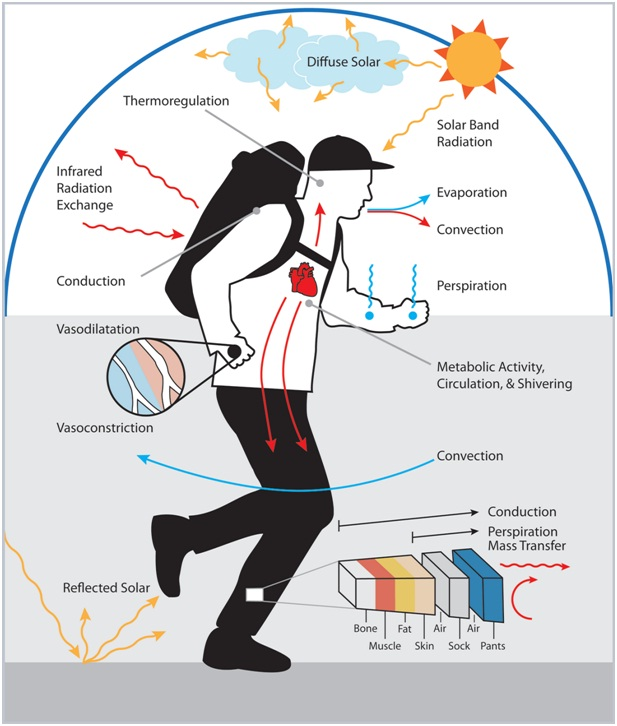 Diffuse Solar
Thermoregulation
Solar Band
Radiation
Infrared
Radiation
Exchange
Evaporation
Convection
Conduction
Perspiration
Vasodilatation
Metabolic Activity,
Circulation, & Shivering
Vasoconstriction
Convection
Conduction
Perspiration
Mass Transfer
Reflected Solar
Bone
Muscle
Fat
Skin
Air
Sock
Air
Pants